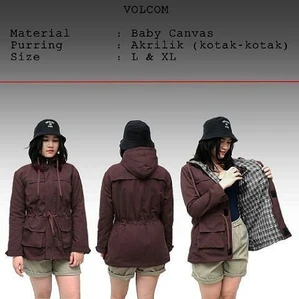 VOLCOM
Material : Baby Canvas
Purring : Akrilik (kotak-kotak)
Size : L & XL